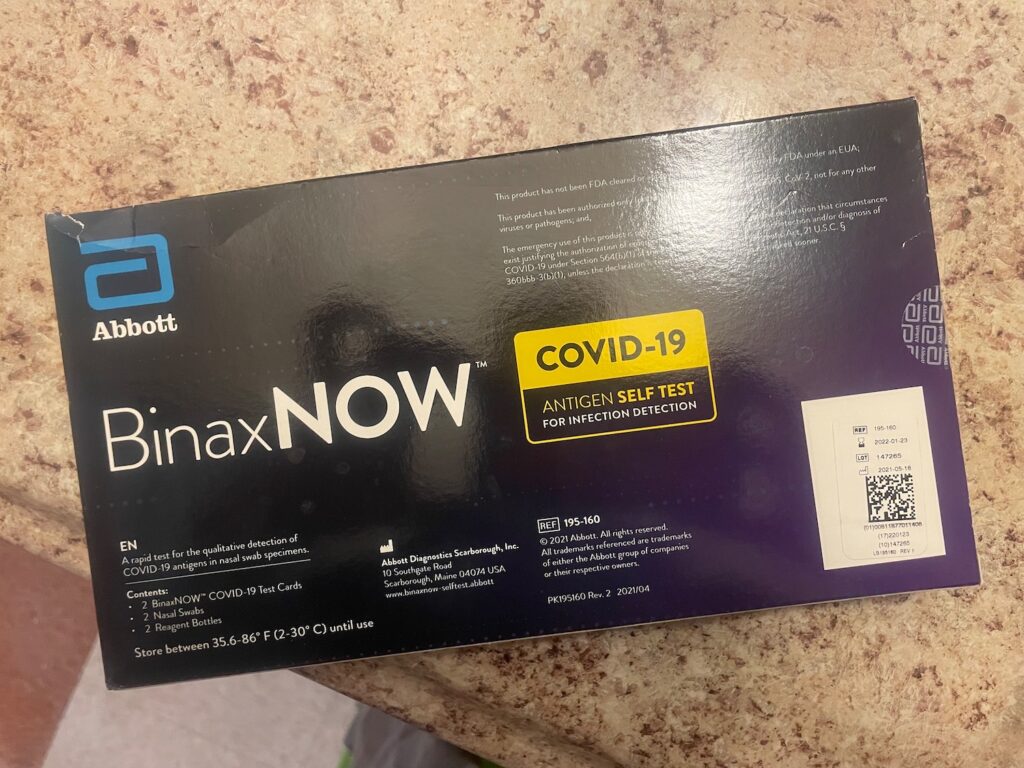 This product has not been FDA cleared or by FDA under an EUA;
This product has been authorized only CoV-2, not for any other
viruses or pathogens; and,
The emergency use of this product declaration that circumstances
exist justifying the authorization of detection and/or diagnosis of
COVID-19 under Section 564(b)(1) of Act, 21 U.S.C. §
360bbb-3(b)(1), unless the declaration sooner.
Abbott
BinaxNOW™
COVID-19
ANTIGEN SELF TEST
FOR INFECTION DETECTION
EN
A rapid test for the qualitative detection of
COVID-19 antigens in nasal swab specimens.
Contents:
• 2 BinaxNOW™ COVID-19 Test Cards
• 2 Nasal Swabs
• 2 Reagent Bottles
Store between 35.6-86° F (2-30° C) until use
Abbott Diagnostics Scarborough, Inc.
10 Southgate Road
Scarborough, Maine 04074 USA
www.binaxnow-selftest.abbott
REF 195-160
© 2021 Abbott. All rights reserved.
All trademarks referenced are trademarks
of either the Abbott group of companies
or their respective owners.
PK195160 Rev. 2 2021/04
REF 195-160
2022-01-23
LOT 147265
2021-05-18
(01)00811877011408
(17)220123
(10)147265
LS195160 REV 1